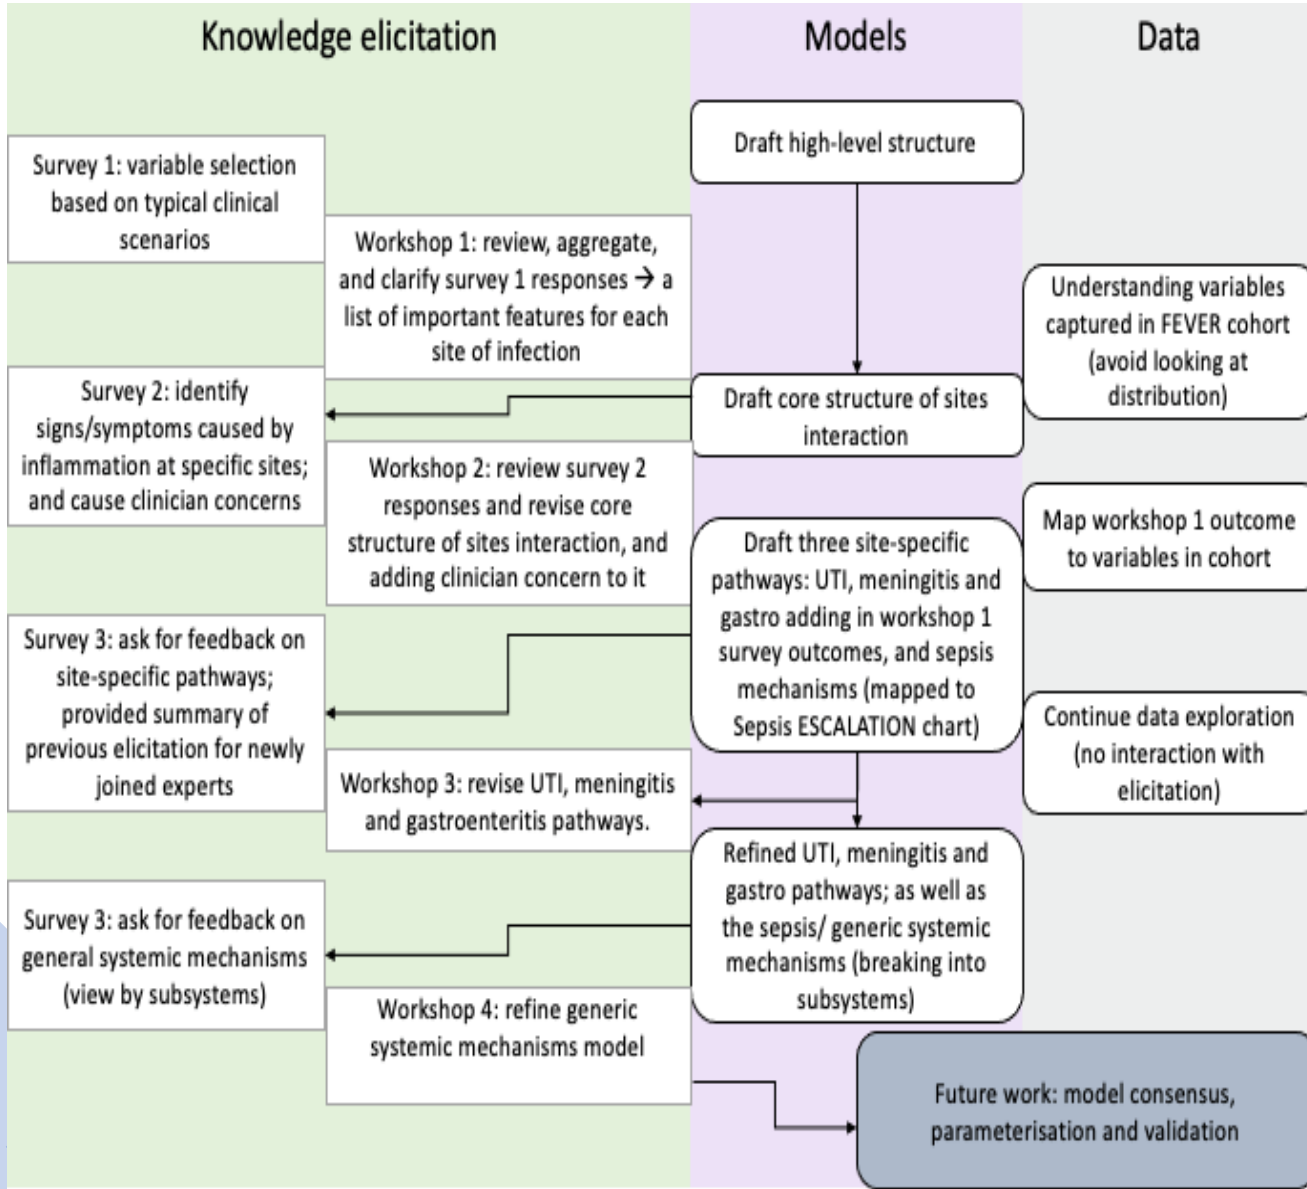 Knowledge elicitation
Models
Data
Draft high-level structure
Survey 1: variable selection
based on typical clinical
scenarios
Workshop 1: review, aggregate,
and clarify survey 1 responses → a
list of important features for each
site of infection
Understanding variables
captured in FEVER cohort
(avoid looking at
distribution)
Survey 2: identify
signs/symptoms caused by
inflammation at specific sites;
and cause clinician concerns
Draft core structure of sites
interaction
Workshop 2: review survey 2
responses and revise core
structure of sites interaction, and
adding clinician concern to it
Map workshop 1 outcome
to variables in cohort
Draft three site-specific
pathways: UTI, meningitis and
gastro adding in workshop 1
survey outcomes, and sepsis
mechanisms (mapped to
Sepsis ESCALATION chart)
Survey 3: ask for feedback on
site-specific pathways;
provided summary of
previous elicitation for newly
joined experts
Continue data exploration
(no interaction with
elicitation)
Workshop 3: revise UTI, meningitis
and gastroenteritis pathways.
Refined UTI, meningitis and
gastro pathways; as well as
the sepsis/ generic systemic
mechanisms (breaking into
subsystems)
Survey 3: ask for feedback on
general systemic mechanisms
(view by subsystems)
Workshop 4: refine generic
systemic mechanisms model
Future work: model consensus,
parameterisation and validation